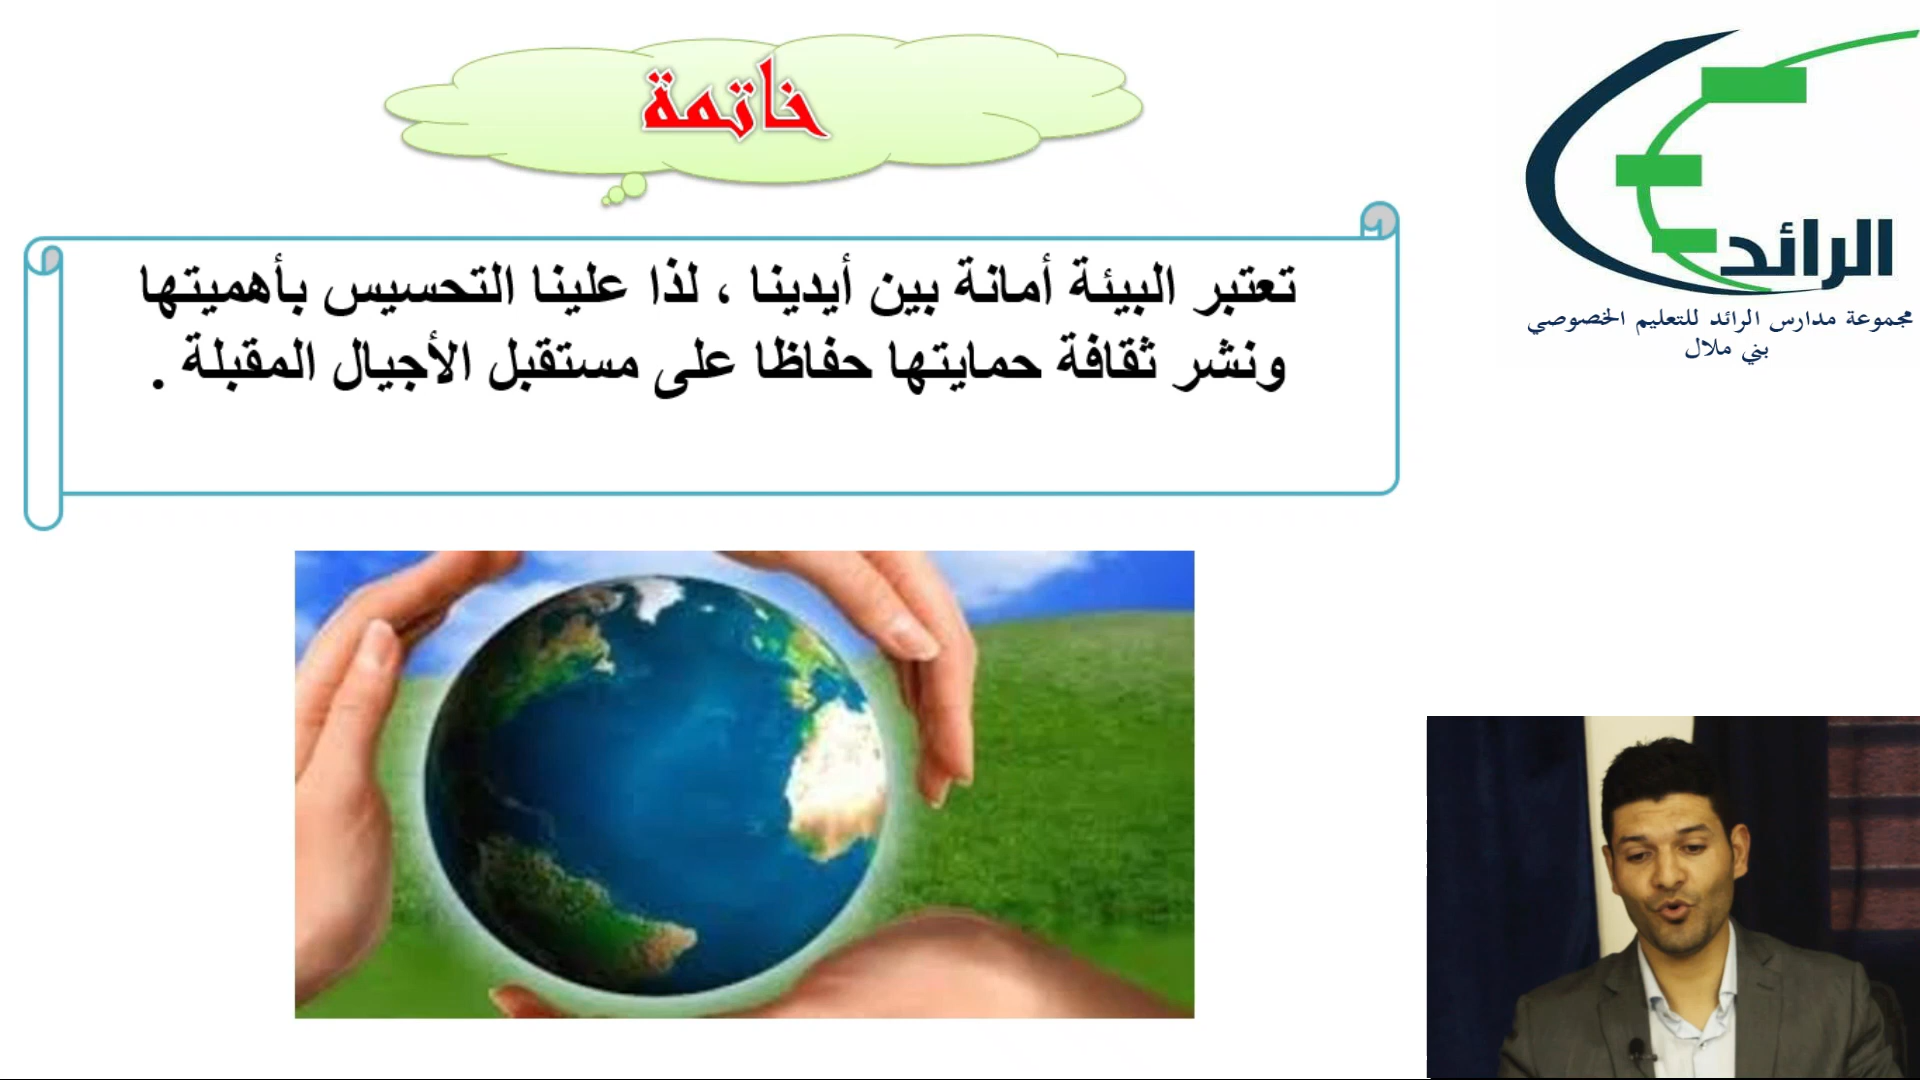 خاتمة
تعتبر البيئة أمانة بين أيدينا ، لذا علينا التحسيس بأهميتها
ونشر ثقافة حمايتها حفاظا على مستقبل الأجيال المقبلة .
الرائد
مجموعة مدارس الرائد للتعليم الخصوصي
بني ملال